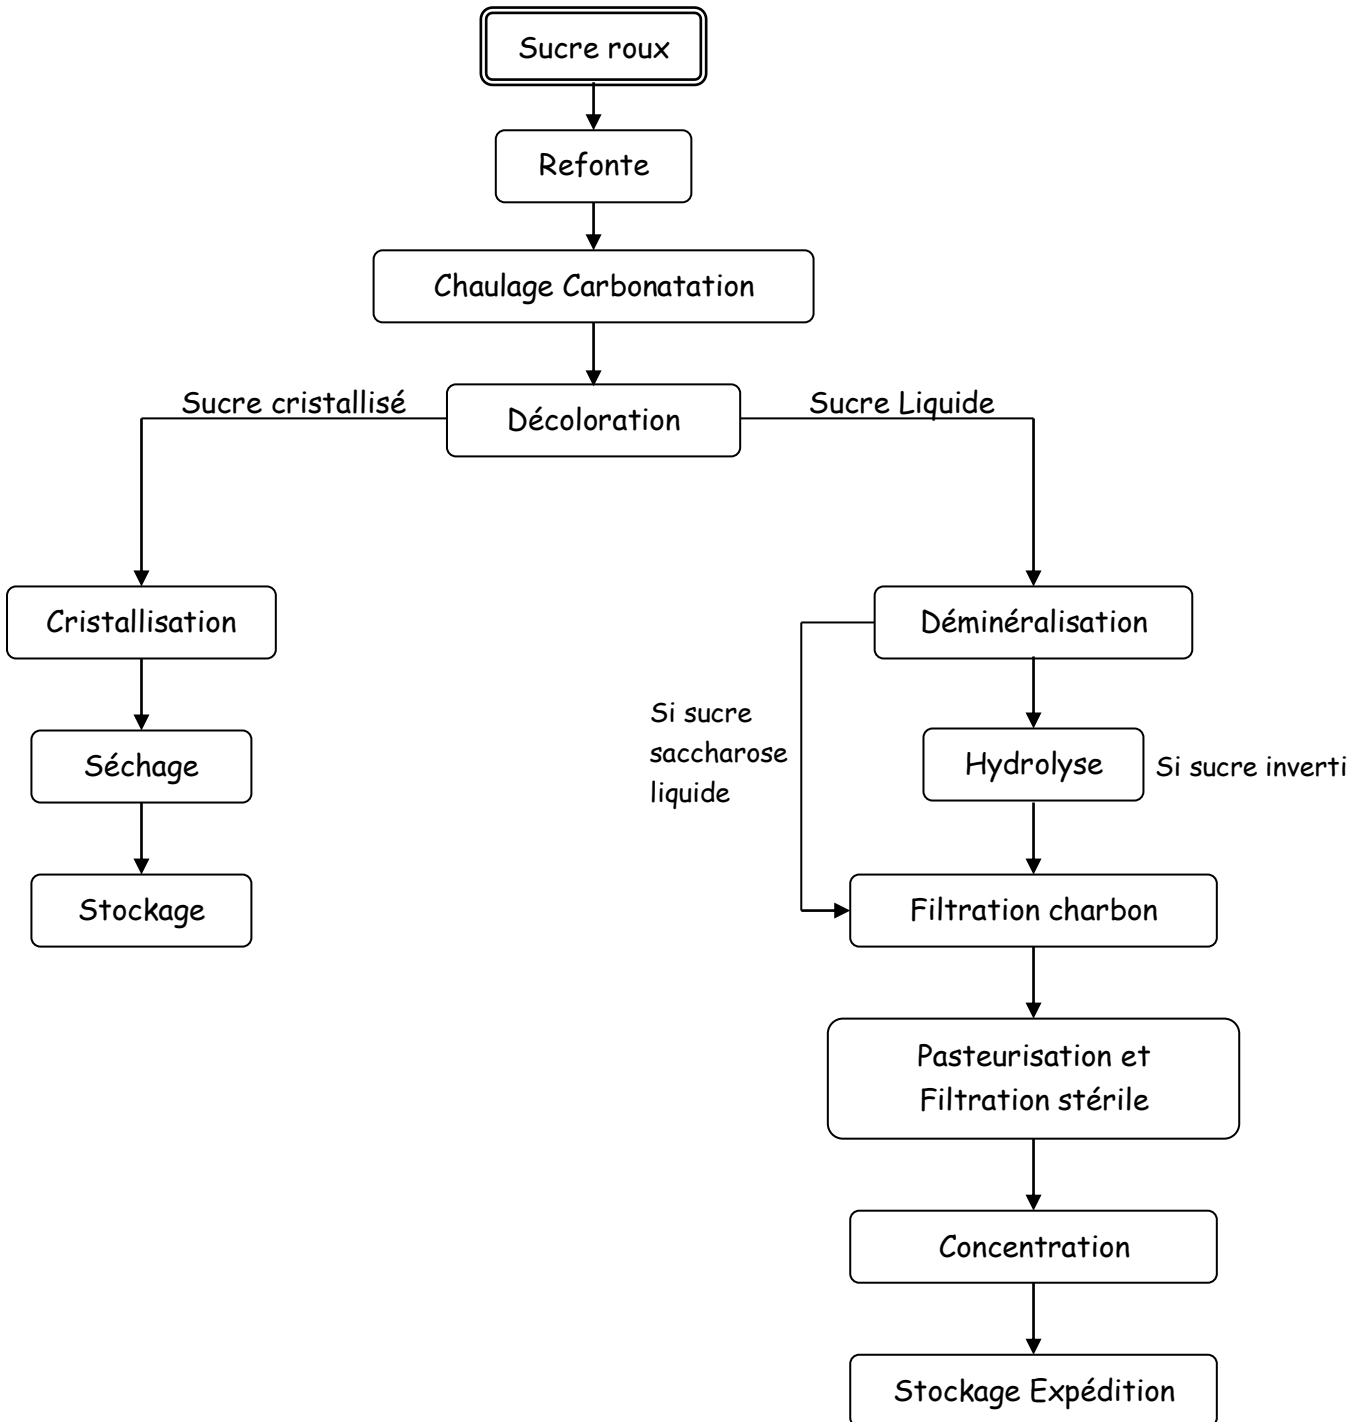 Sucre roux
Refonte
Chaulage Carbonatation
Sucre cristallisé
Décoloration
Sucre Liquide
Cristallisation
Séchage
Stockage
Déminéralisation
Si sucre
saccharose
liquide
Hydrolyse
Si sucre inverti
Filtration charbon
Pasteurisation et
Filtration stérile
Concentration
Stockage Expédition